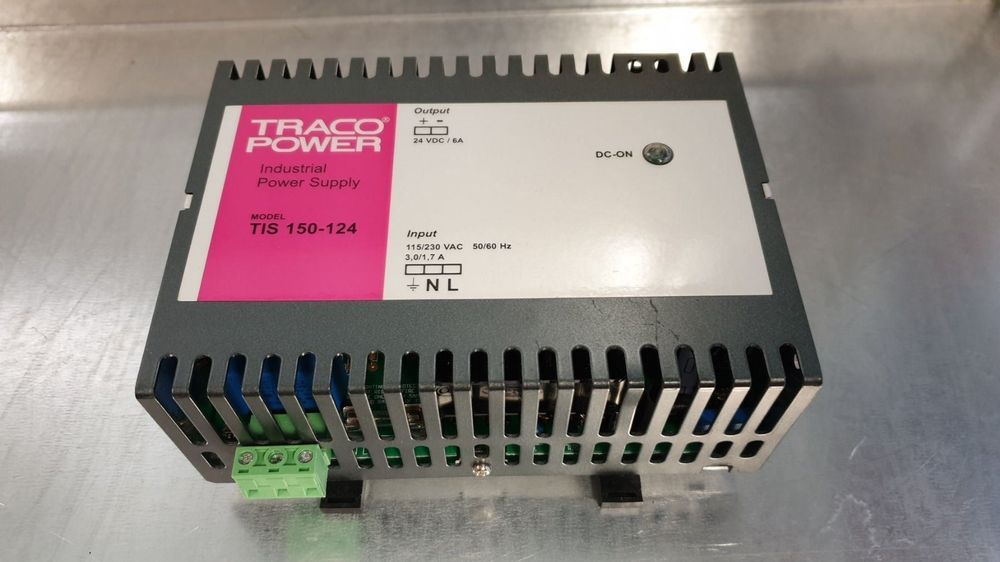 TRACO®
POWER
Industrial
Power Supply
MODEL
TIS 150-124
Output
+ -
24 VDC / 6A
DC-ON
Input
115/230 VAC 50/60 Hz
3,0/1,7 A
⏚ N L